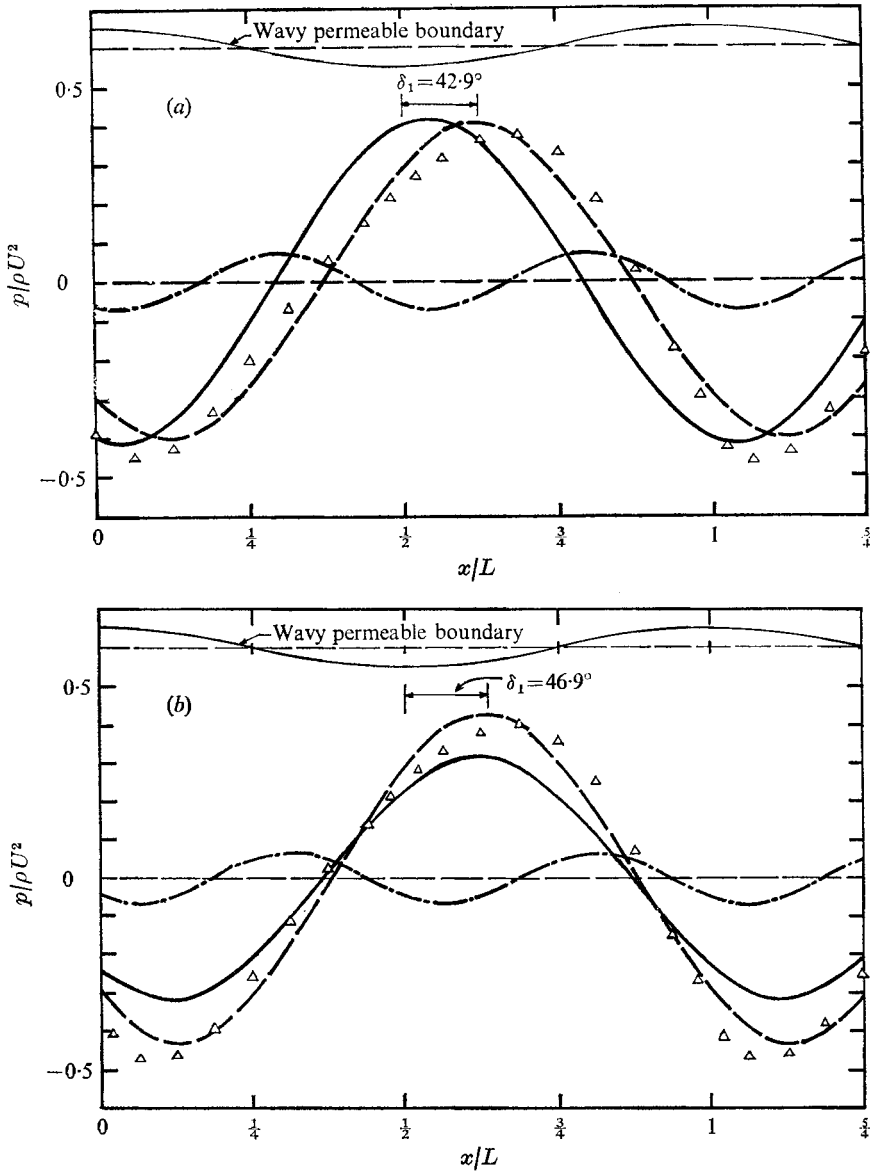 Wavy permeable boundary
0·5
(a)
δ₁=42·9°
p/ρU²
0
−0·5
0 1/4 1/2 3/4 1 5/4
x/L
Wavy permeable boundary
0·5
(b)
δ₁=46·9°
p/ρU²
0
−0·5
0 1/4 1/2 3/4 1 5/4
x/L